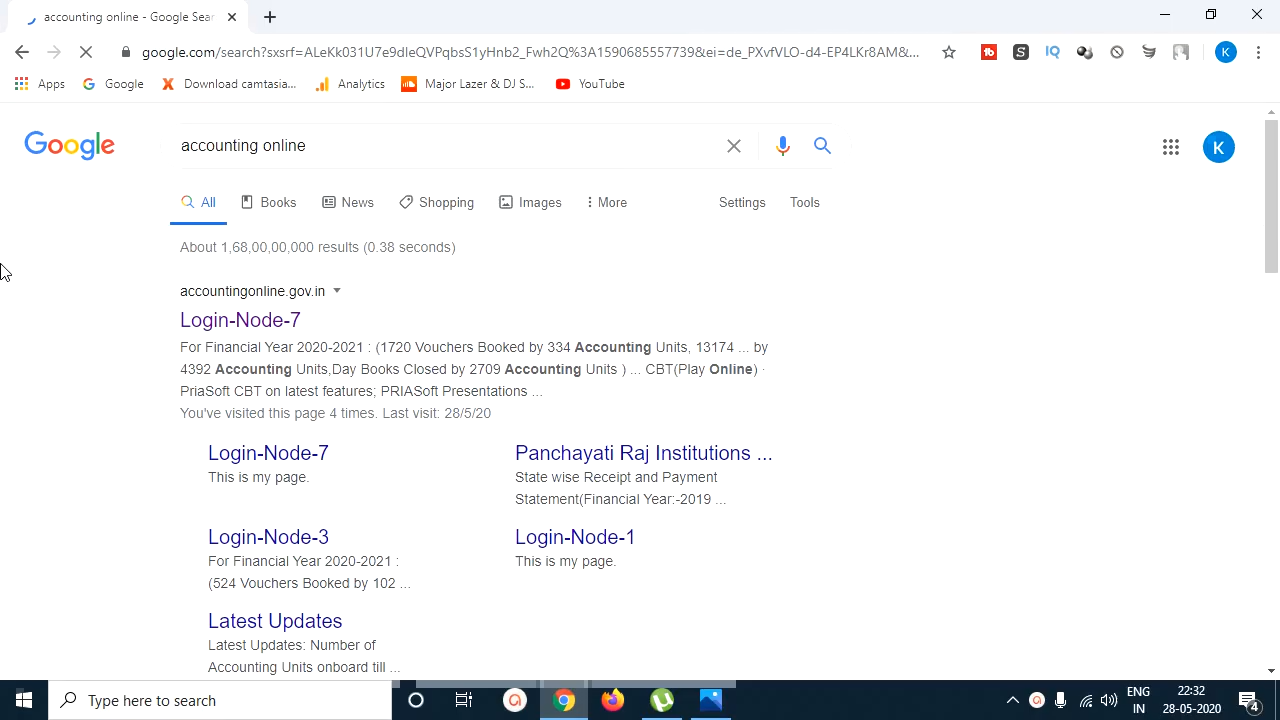 accounting online - Google Sear
google.com/search?sxsrf=ALeKk031U7e9dleQVPqbsS1vHnb2_Fwh2Q%3A1590685557739&ei=de_PXvfVLO-d4-EP4LKr8AM&...
K
Apps
Google
Download camtasia...
Analytics
Major Lazer & DJ S...
YouTube
Google
accounting online
K
All
Books
News
Shopping
Images
More
Settings
Tools
About 1,68,00,00,000 results (0.38 seconds)
accountingonline.gov.in
Login-Node-7
For Financial Year 2020-2021 : (1720 Vouchers Booked by 334 Accounting Units, 13174 ... by
4392 Accounting Units,Day Books Closed by 2709 Accounting Units ) ... CBT(Play Online) ·
PriaSoft CBT on latest features; PRIASoft Presentations ...
You've visited this page 4 times. Last visit: 28/5/20
Login-Node-7
This is my page.
Panchayati Raj Institutions ...
State wise Receipt and Payment
Statement(Financial Year:-2019 ...
Login-Node-3
For Financial Year 2020-2021 :
(524 Vouchers Booked by 102 ...
Login-Node-1
This is my page.
Latest Updates
Latest Updates: Number of
Accounting Units onboard till ...
Type here to search
ENG
IN
22:32
28-05-2020
4